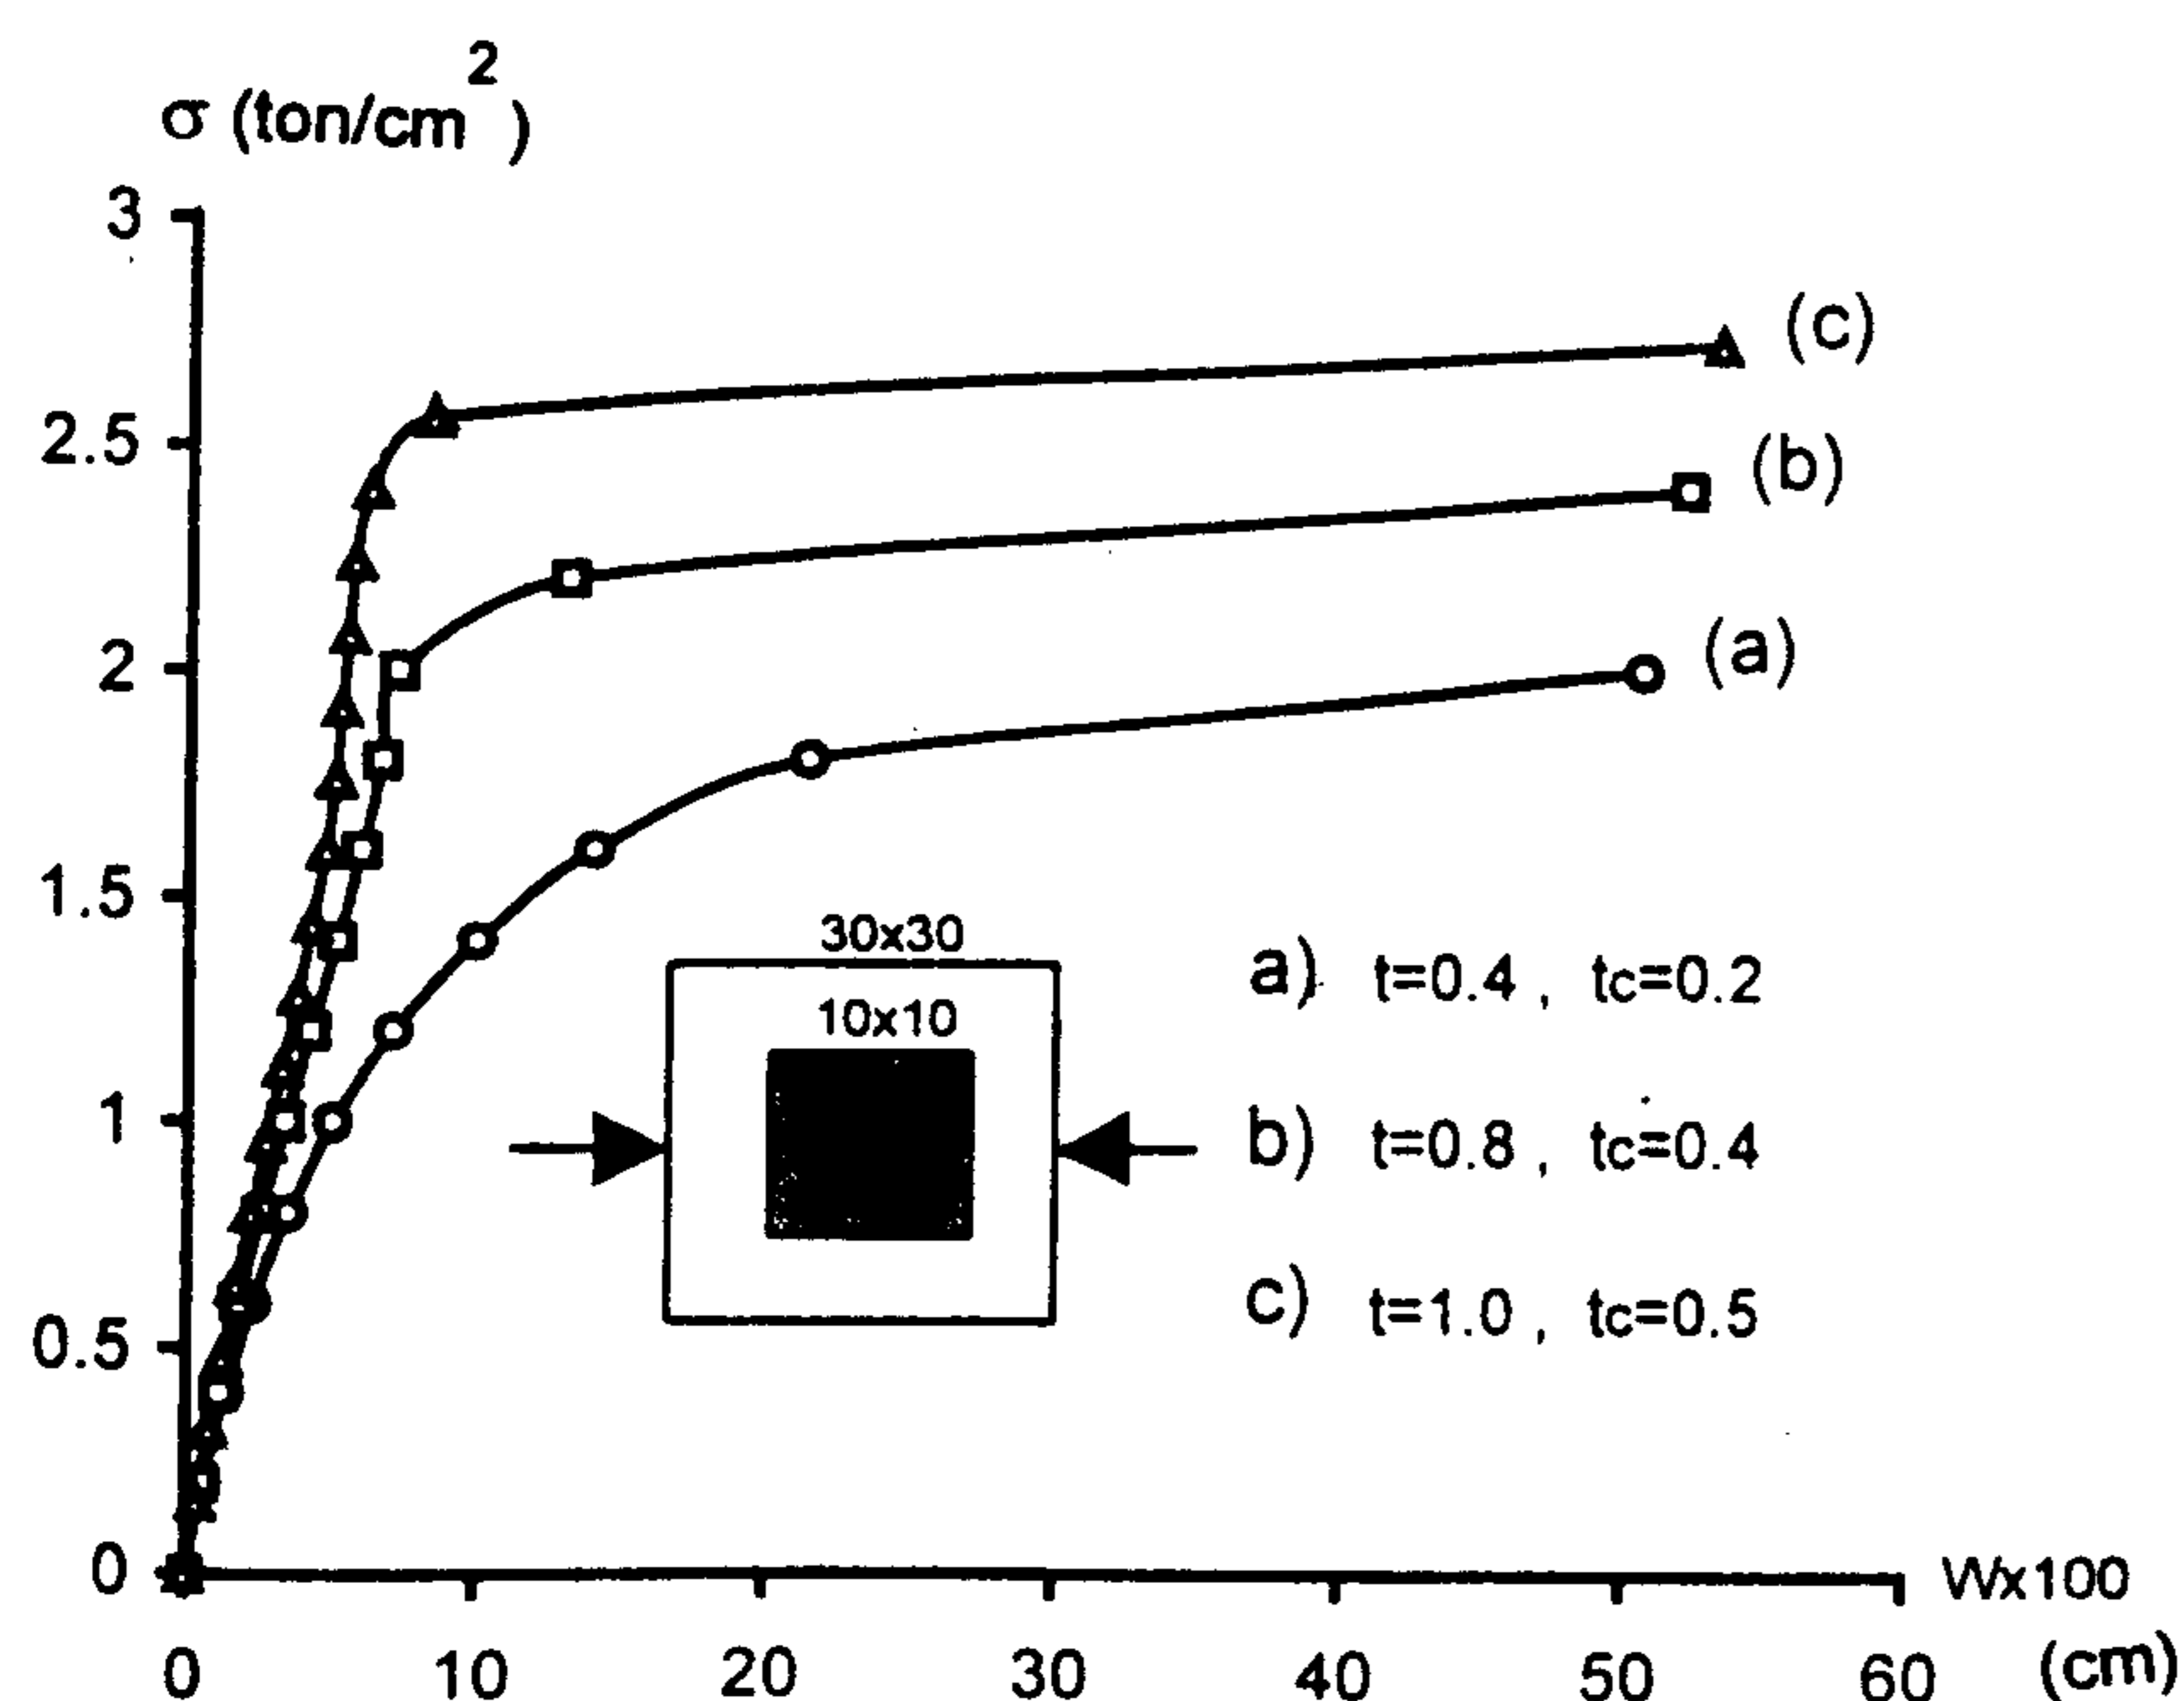 σ (ton/cm²)
3
2.5
2
1.5
1
0.5
0
(c)
(b)
(a)
30x30
10x10
a) t=0.4 , tc=0.2
b) t=0.8 , tc=0.4
c) t=1.0 , tc=0.5
0 10 20 30 40 50 60
Wx100
(cm)